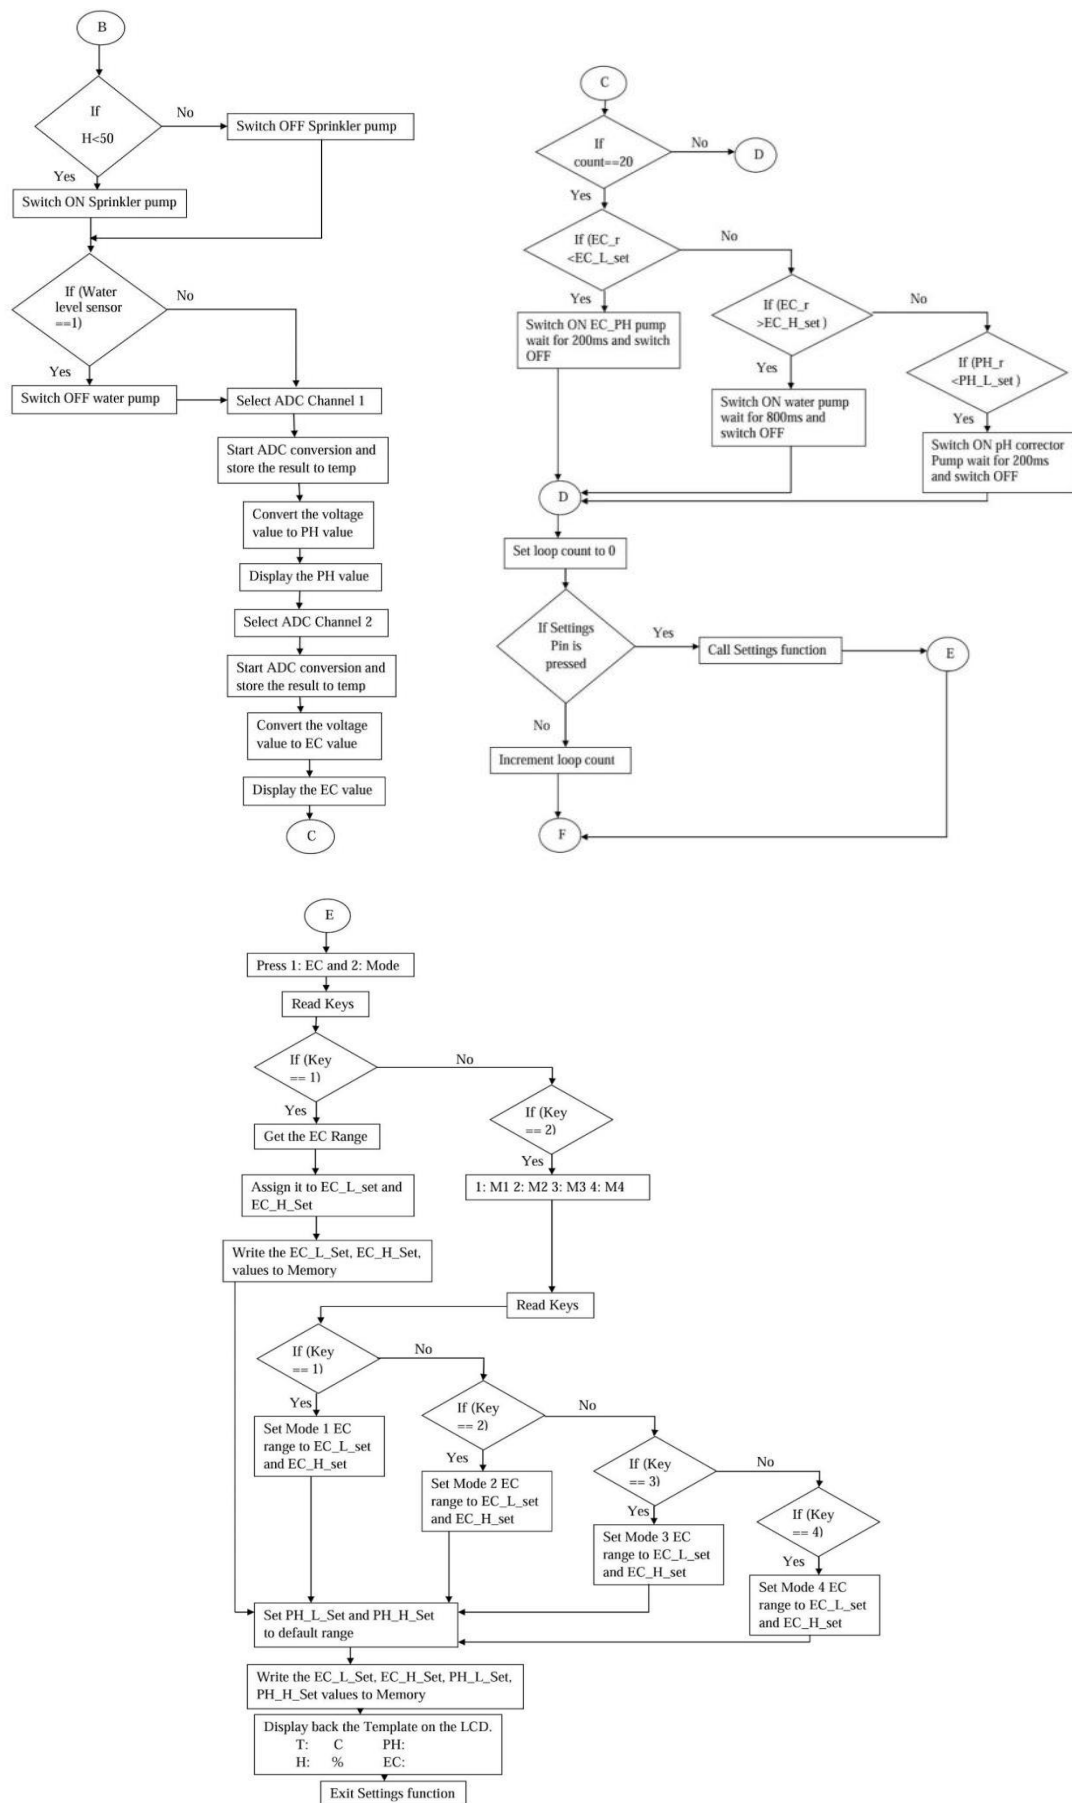 B
If
H<50
No
Switch OFF Sprinkler pump
Yes
Switch ON Sprinkler pump
If (Water
level sensor
==1)
No
Yes
Switch OFF water pump
Select ADC Channel 1
Start ADC conversion and
store the result to temp
Convert the voltage
value to PH value
Display the PH value
Select ADC Channel 2
Start ADC conversion and
store the result to temp
Convert the voltage
value to EC value
Display the EC value
C
C
If
count==20
No
D
Yes
If (EC_r
<EC_L_set
No
Yes
Switch ON EC_PH pump
wait for 200ms and switch
OFF
If (EC_r
>EC_H_set )
No
Yes
Switch ON water pump
wait for 800ms and
switch OFF
If (PH_r
<PH_L_set )
Yes
Switch ON pH corrector
Pump wait for 200ms
and switch OFF
D
Set loop count to 0
If Settings
Pin is
pressed
Yes
Call Settings function
E
No
Increment loop count
F
E
Press 1: EC and 2: Mode
Read Keys
If (Key
== 1)
No
Yes
Get the EC Range
Assign it to EC_L_set and
EC_H_Set
Write the EC_L_Set, EC_H_Set,
values to Memory
If (Key
== 2)
Yes
1: M1 2: M2 3: M3 4: M4
Read Keys
If (Key
== 1)
No
Yes
Set Mode 1 EC
range to EC_L_set
and EC_H_set
If (Key
== 2)
No
Yes
Set Mode 2 EC
range to EC_L_set
and EC_H_set
If (Key
== 3)
No
Yes
Set Mode 3 EC
range to EC_L_set
and EC_H_set
If (Key
== 4)
Yes
Set Mode 4 EC
range to EC_L_set
and EC_H_set
Set PH_L_Set and PH_H_Set
to default range
Write the EC_L_Set, EC_H_Set, PH_L_Set,
PH_H_Set values to Memory
Display back the Template on the LCD.
T: C PH:
H: % EC:
Exit Settings function